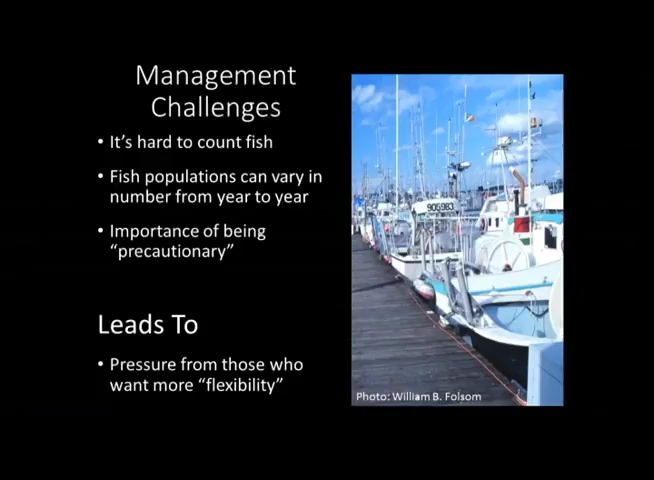 Management
Challenges
• It's hard to count fish
• Fish populations can vary in
number from year to year
• Importance of being
“precautionary”
Leads To
• Pressure from those who
want more “flexibility”
905983
Photo: William B. Folsom